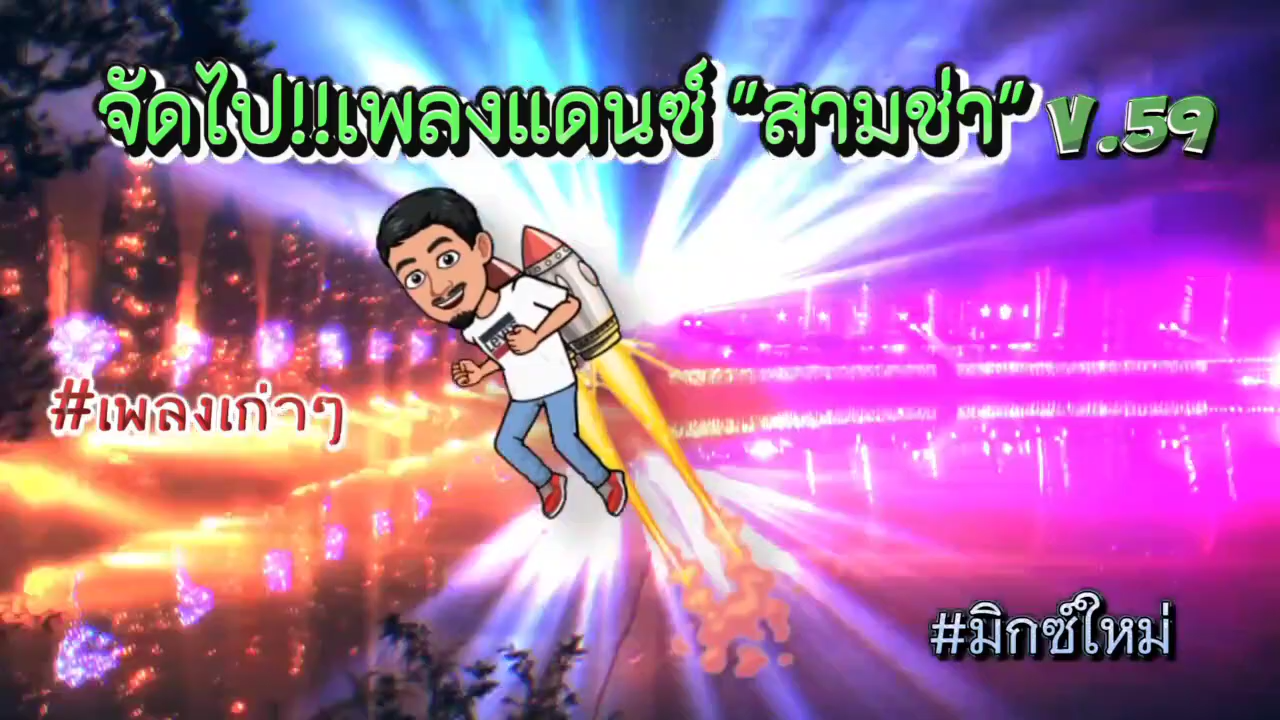 จัดไป!!เพลงแดนซ์ "สามช่า" V.59
#เพลงเก่าๆ
#มิกซ์ใหม่